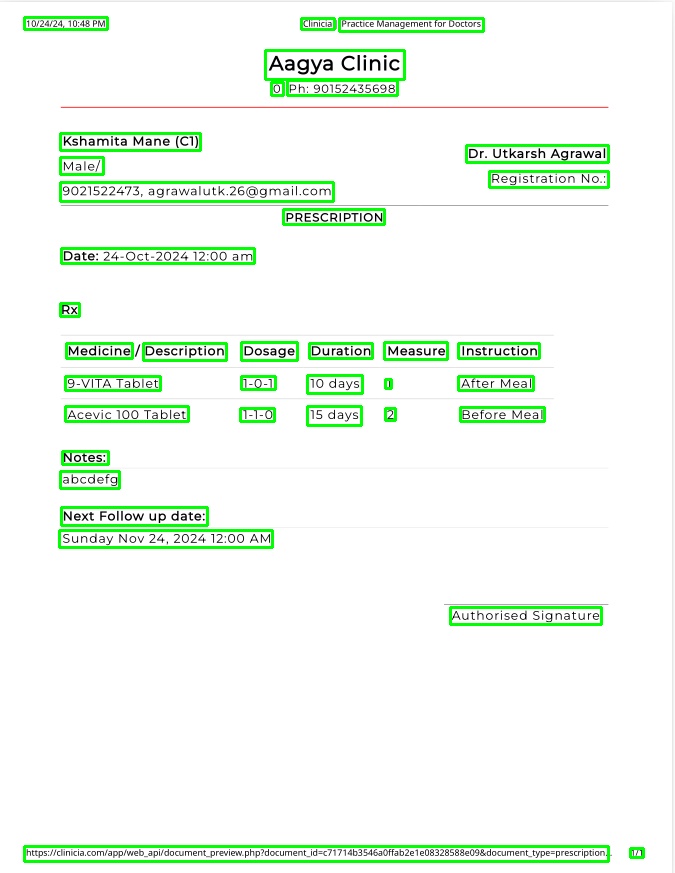 10/24/24, 10:48 PM Clinicia Practice Management for Doctors
Aagya Clinic
0 Ph: 90152435698
Kshamita Mane (C1)
Male/
9021522473, agrawalutk.26@gmail.com
Dr. Utkarsh Agrawal
Registration No.:
PRESCRIPTION
Date: 24-Oct-2024 12:00 am
Rx
Medicine / Description Dosage Duration Measure Instruction
9-VITA Tablet 1-0-1 10 days 1 After Meal
Acevic 100 Tablet 1-1-0 15 days 2 Before Meal
Notes:
abcdefg
Next Follow up date:
Sunday Nov 24, 2024 12:00 AM
Authorised Signature
https://clinicia.com/app/web_api/document_preview.php?document_id=c71714b3546a0ffab2e1e08328588e09&document_type=prescription… 1/1